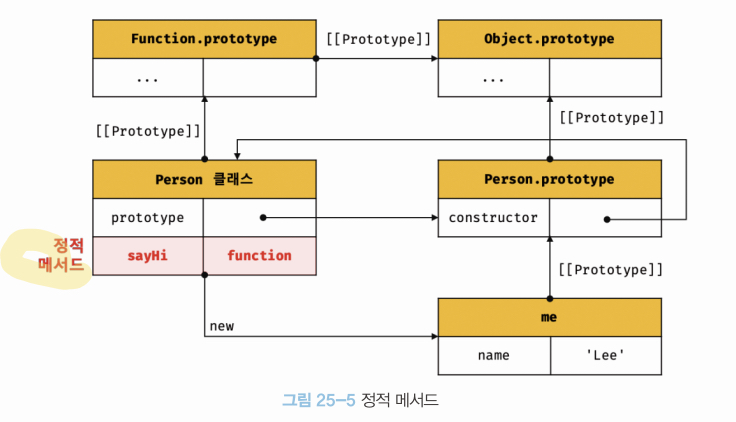 Function.prototype
[[Prototype]]
Object.prototype
...
...
[[Prototype]]
[[Prototype]]
Person 클래스
Person.prototype
prototype
constructor
정적
메서드
sayHi
function
[[Prototype]]
new
me
name
'Lee'
그림 25-5 정적 메서드